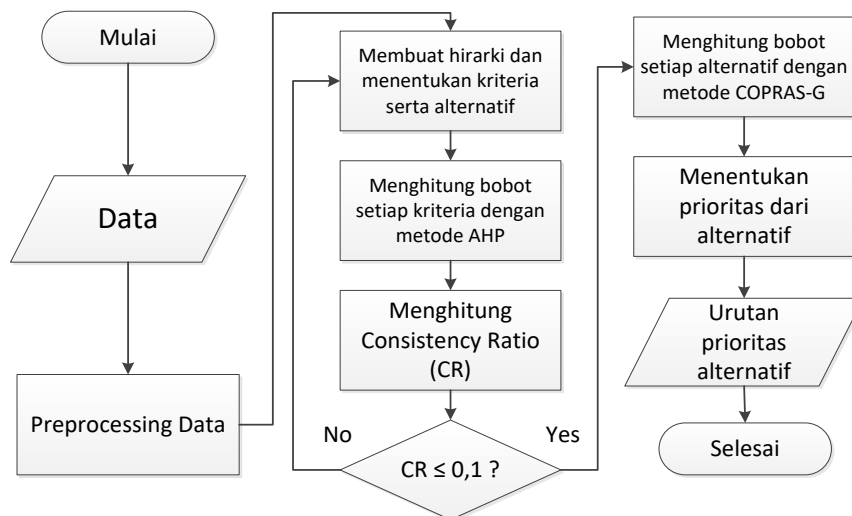 Mulai
Data
Preprocessing Data
Membuat hirarki dan
menentukan kriteria
serta alternatif
Menghitung bobot
setiap kriteria dengan
metode AHP
Menghitung
Consistency Ratio
(CR)
No
Yes
CR ≤ 0,1 ?
Menghitung bobot
setiap alternatif dengan
metode COPRAS-G
Menentukan
prioritas dari
alternatif
Urutan
prioritas
alternatif
Selesai